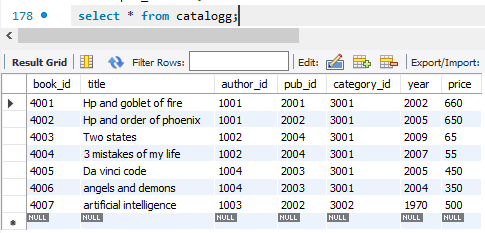 178 select * from catalogg;
Result Grid Filter Rows: Edit: Export/Import:
book_id title author_id pub_id category_id year price
4001 Hp and goblet of fire 1001 2001 3001 2002 660
4002 Hp and order of phoenix 1001 2002 3001 2005 650
4003 Two states 1002 2004 3001 2009 65
4004 3 mistakes of my life 1002 2004 3001 2007 55
4005 Da vinci code 1004 2003 3001 2005 450
4006 angels and demons 1004 2003 3001 2004 350
4007 artificial intelligence 1003 2002 3002 1970 500
NULL NULL NULL NULL NULL NULL NULL